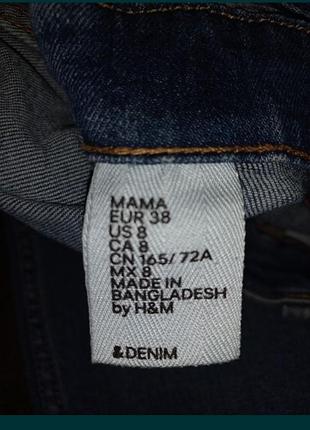 MAMA
EUR 38
US 8
CA 8
CN 165/72A
MX 8
MADE IN
BANGLADESH
by H&M
&DENIM